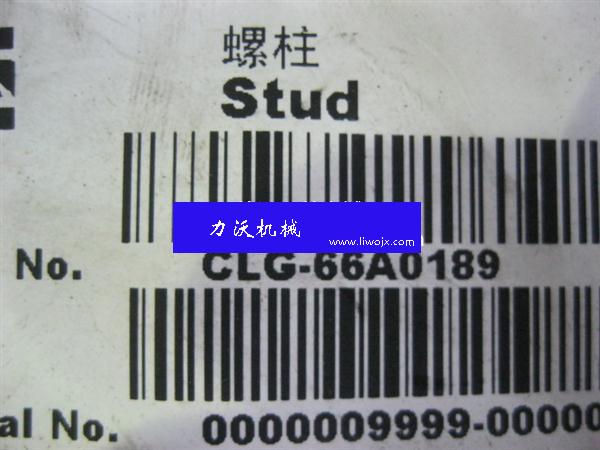 螺柱
Stud
力沃机械
www.liwojx.com
No. CLG-66A0189
al No. 0000009999-00000